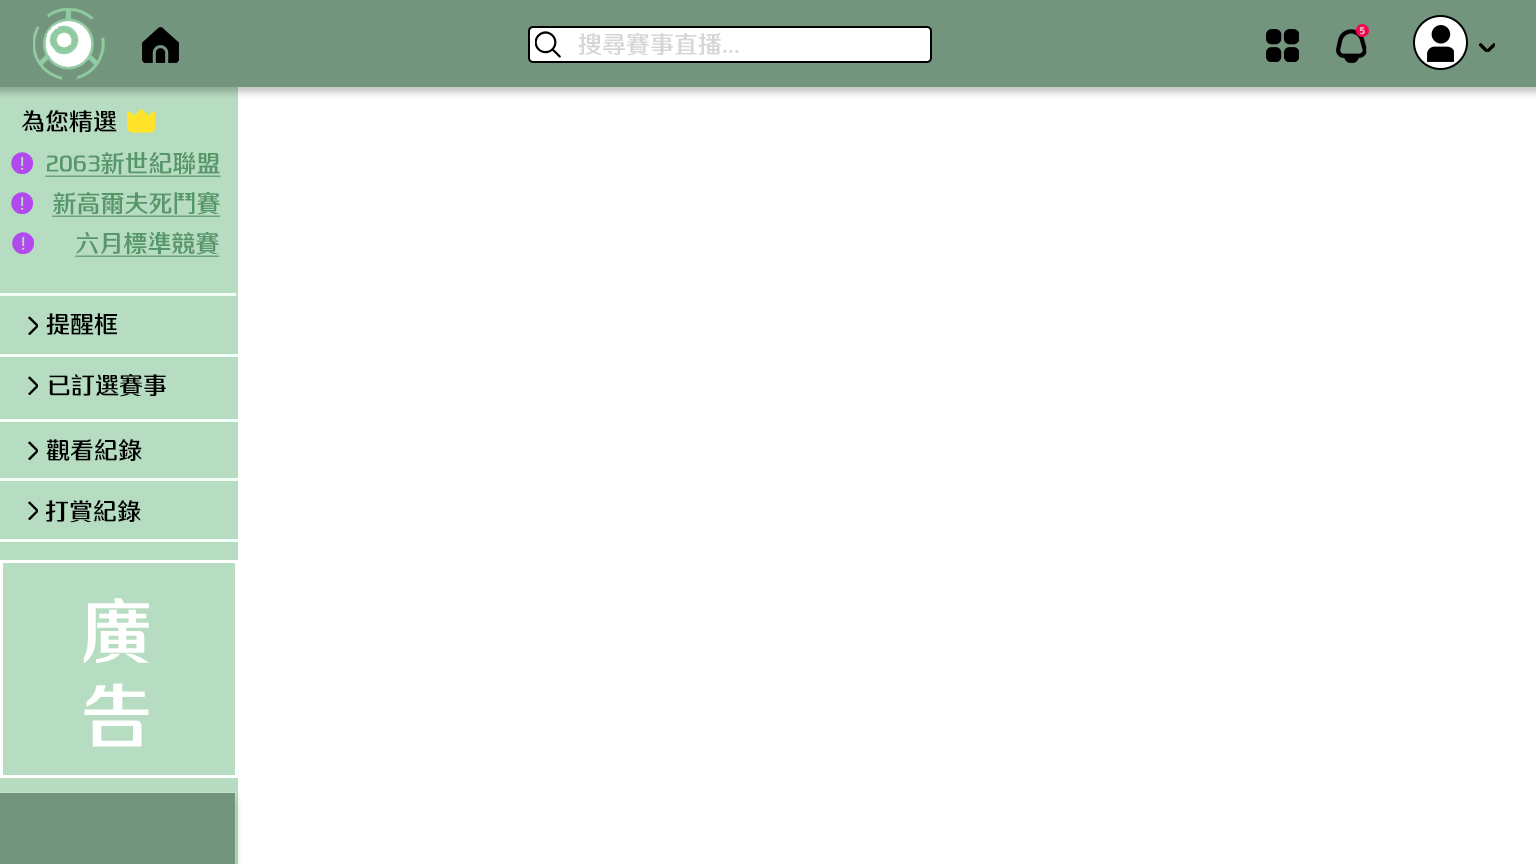 搜尋賽事直播...
5
為您精選
! 2063新世紀聯盟
! 新高爾夫死鬥賽
! 六月標準競賽
提醒框
已訂選賽事
觀看紀錄
打賞紀錄
廣
告